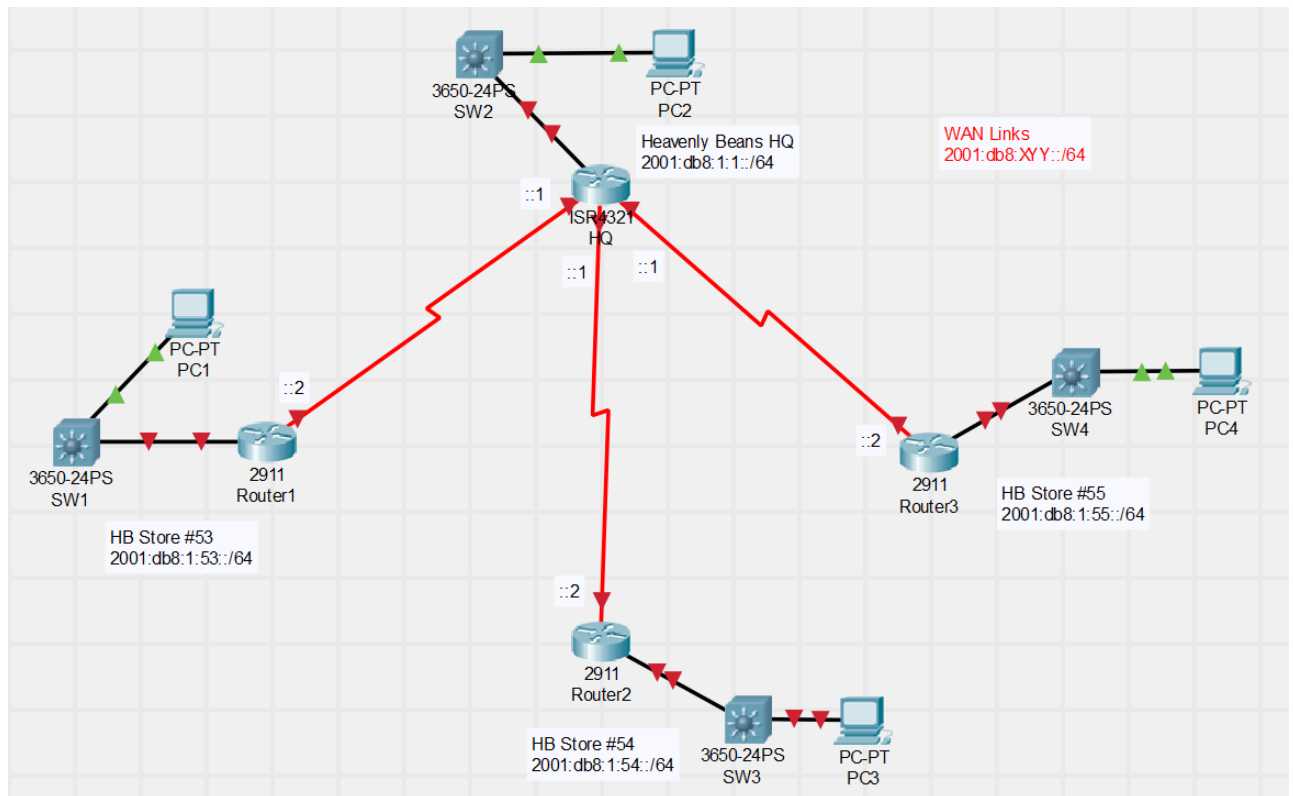 3650-24PS
SW2
PC-PT
PC2
Heavenly Beans HQ
2001:db8:1:1::/64
WAN Links
2001:db8:XYY::/64
::1
ISR4321
HQ
::1
::1
PC-PT
PC1
::2
3650-24PS
SW1
2911
Router1
HB Store #53
2001:db8:1:53::/64
3650-24PS
SW4
PC-PT
PC4
::2
2911
Router3
HB Store #55
2001:db8:1:55::/64
::2
2911
Router2
HB Store #54
2001:db8:1:54::/64
3650-24PS
SW3
PC-PT
PC3